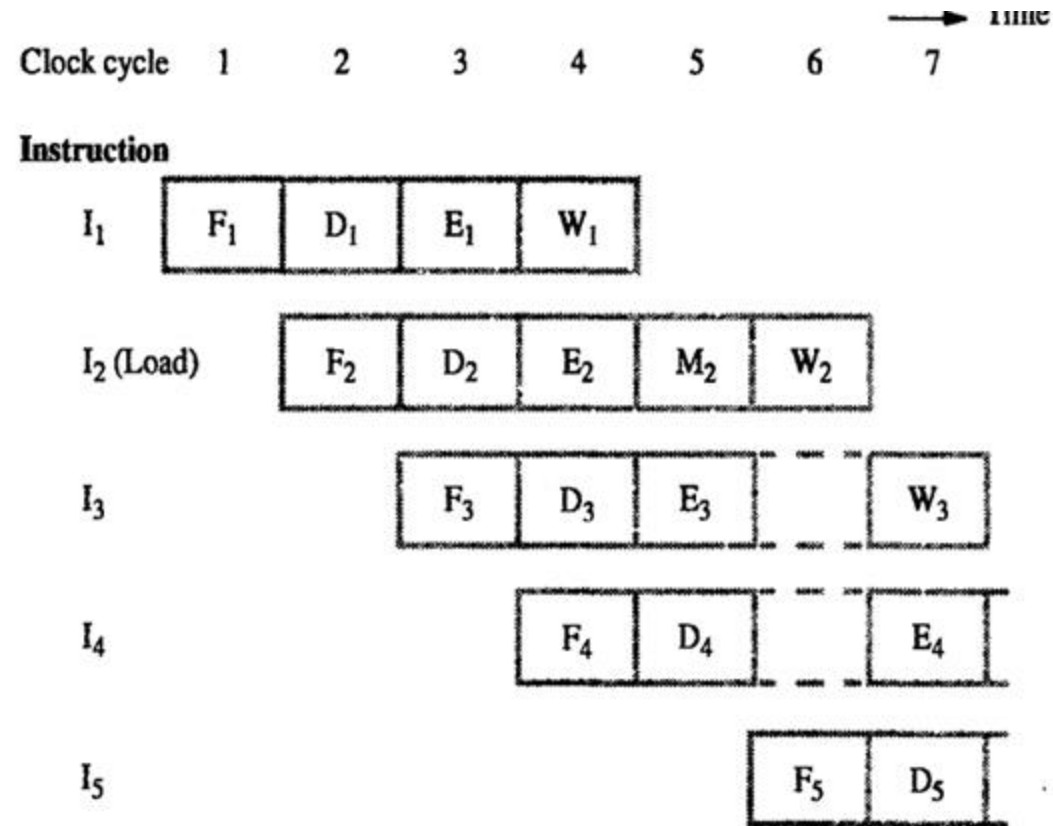 Time
Clock cycle 1 2 3 4 5 6 7
Instruction
I₁ F₁ D₁ E₁ W₁
I₂ (Load) F₂ D₂ E₂ M₂ W₂
I₃ F₃ D₃ E₃ W₃
I₄ F₄ D₄ E₄
I₅ F₅ D₅